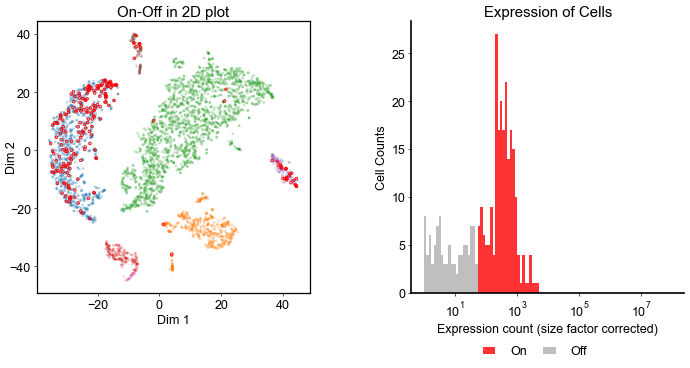 On-Off in 2D plot
Dim 2
40
20
0
−20
−40
−20
0
20
40
Dim 1
Expression of Cells
Cell Counts
25
20
15
10
5
0
10^1
10^3
10^5
10^7
Expression count (size factor corrected)
On
Off